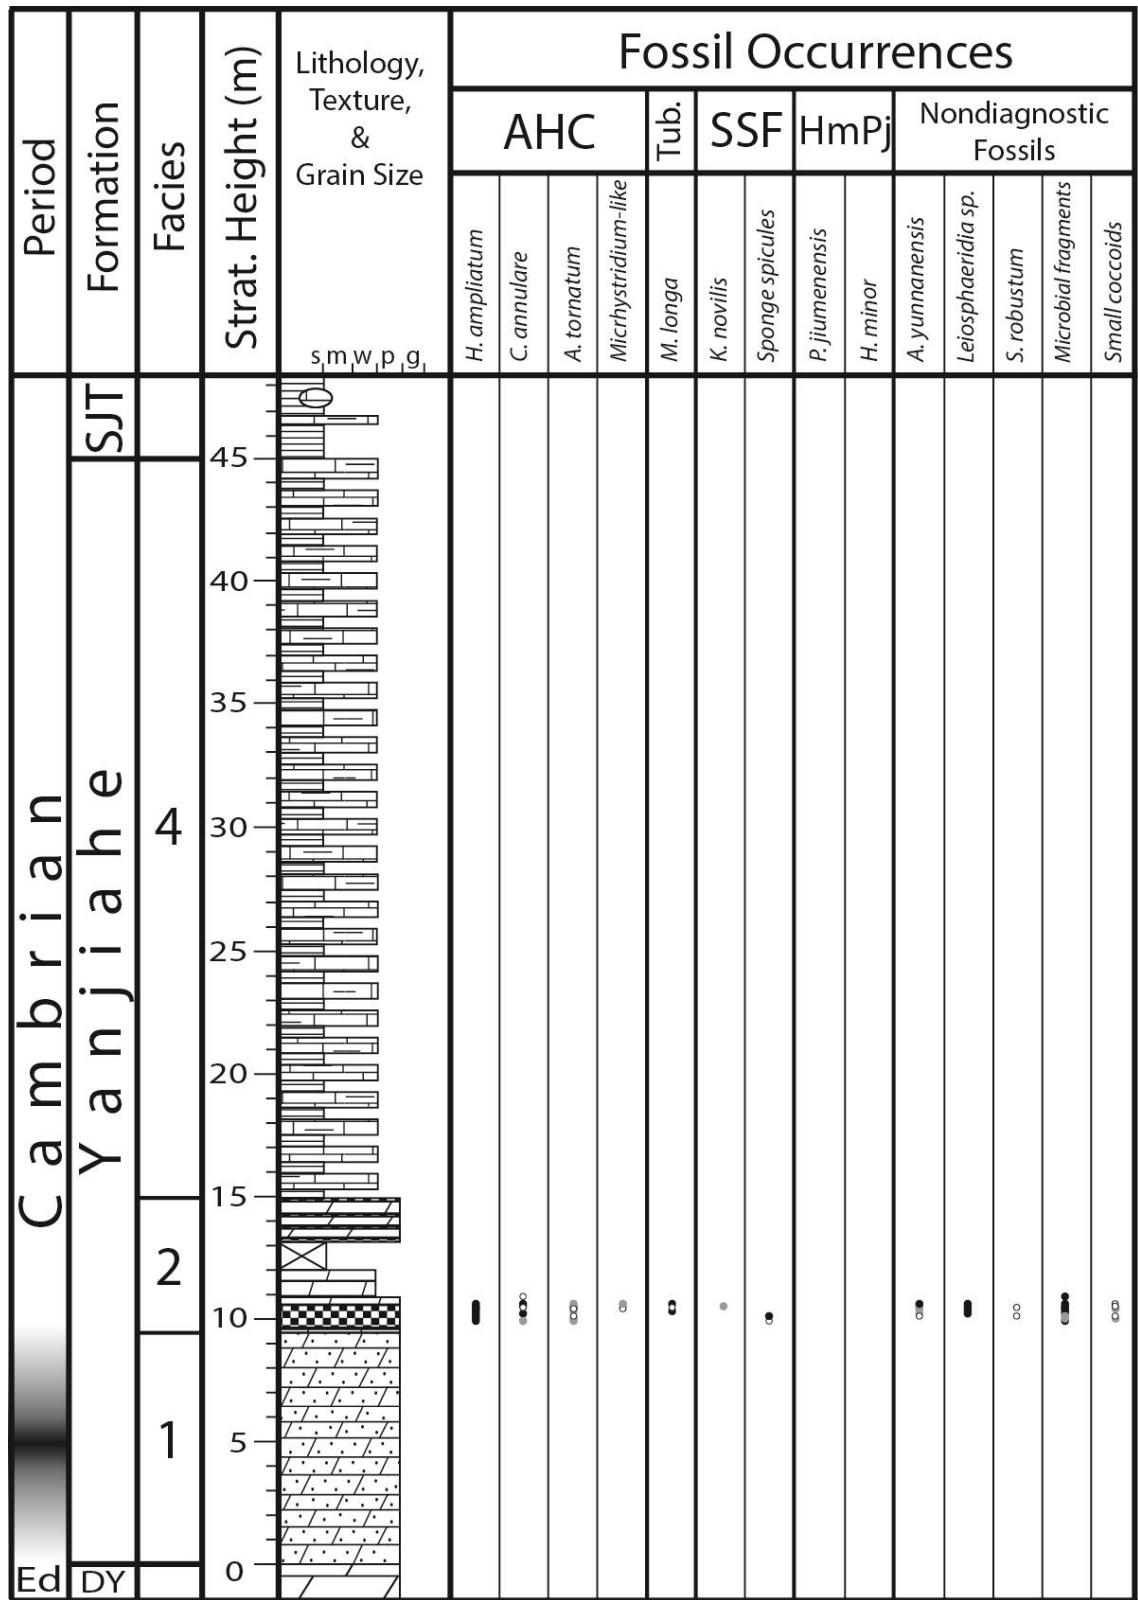 Fossil Occurrences
Lithology,
Texture,
&
Grain Size
AHC
Tub.
SSF
HmPj
Nondiagnostic
Fossils
Period
Formation
Facies
Strat. Height (m)
H. ampliatum
C. annulare
A. tornatum
Micrhystridium-like
M. longa
K. novilis
Sponge spicules
P. jiumenensis
H. minor
A. yunnanensis
Leiosphaeridia sp.
S. robustum
Microbial fragments
Small coccoids
s m w p g
SJT
45
40
35
30
25
20
15
10
5
0
Cambrian
Yanjiahe
4
2
1
Ed
DY